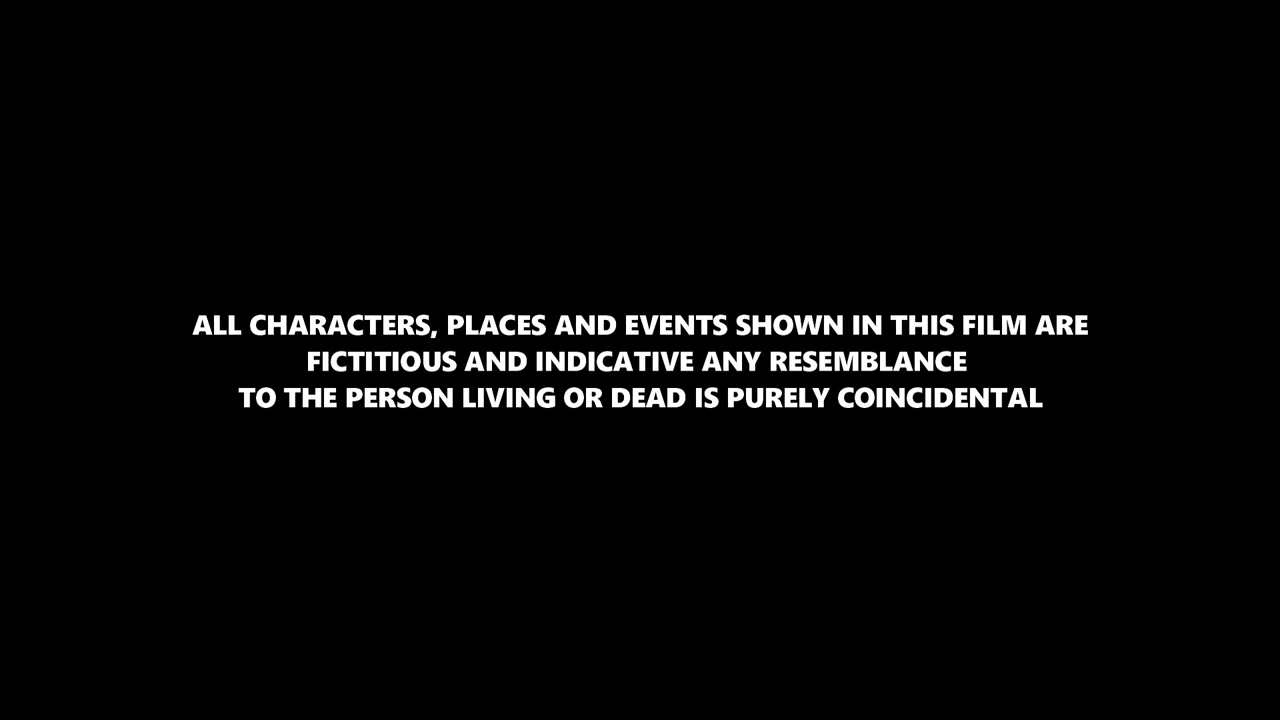 ALL CHARACTERS, PLACES AND EVENTS SHOWN IN THIS FILM ARE
FICTITIOUS AND INDICATIVE ANY RESEMBLANCE
TO THE PERSON LIVING OR DEAD IS PURELY COINCIDENTAL